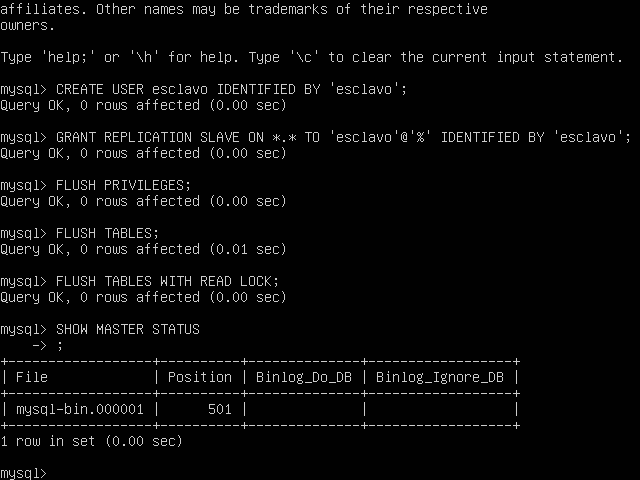 affiliates. Other names may be trademarks of their respective
owners.
Type 'help;' or '\h' for help. Type '\c' to clear the current input statement.
mysql> CREATE USER esclavo IDENTIFIED BY 'esclavo';
Query OK, 0 rows affected (0.00 sec)
mysql> GRANT REPLICATION SLAVE ON *.* TO 'esclavo'@'%' IDENTIFIED BY 'esclavo';
Query OK, 0 rows affected (0.00 sec)
mysql> FLUSH PRIVILEGES;
Query OK, 0 rows affected (0.00 sec)
mysql> FLUSH TABLES;
Query OK, 0 rows affected (0.01 sec)
mysql> FLUSH TABLES WITH READ LOCK;
Query OK, 0 rows affected (0.00 sec)
mysql> SHOW MASTER STATUS
    -> ;
+------------------+----------+--------------+------------------+
| File             | Position | Binlog_Do_DB | Binlog_Ignore_DB |
+------------------+----------+--------------+------------------+
| mysql-bin.000001 |      501 |              |                  |
+------------------+----------+--------------+------------------+
1 row in set (0.00 sec)
mysql>